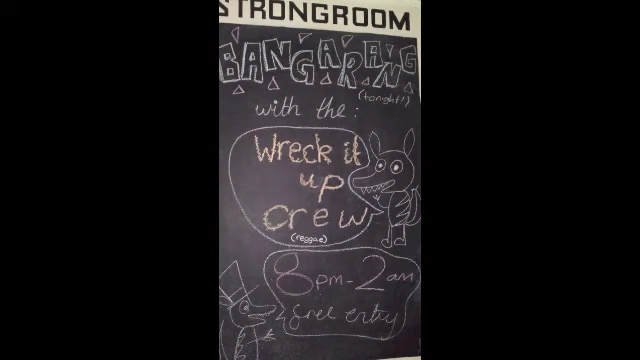 STRONGROOM
BANGARANG
(tonight!)
with the:
Wreck it
up
crew
(reggae)
8pm-2am
free entry